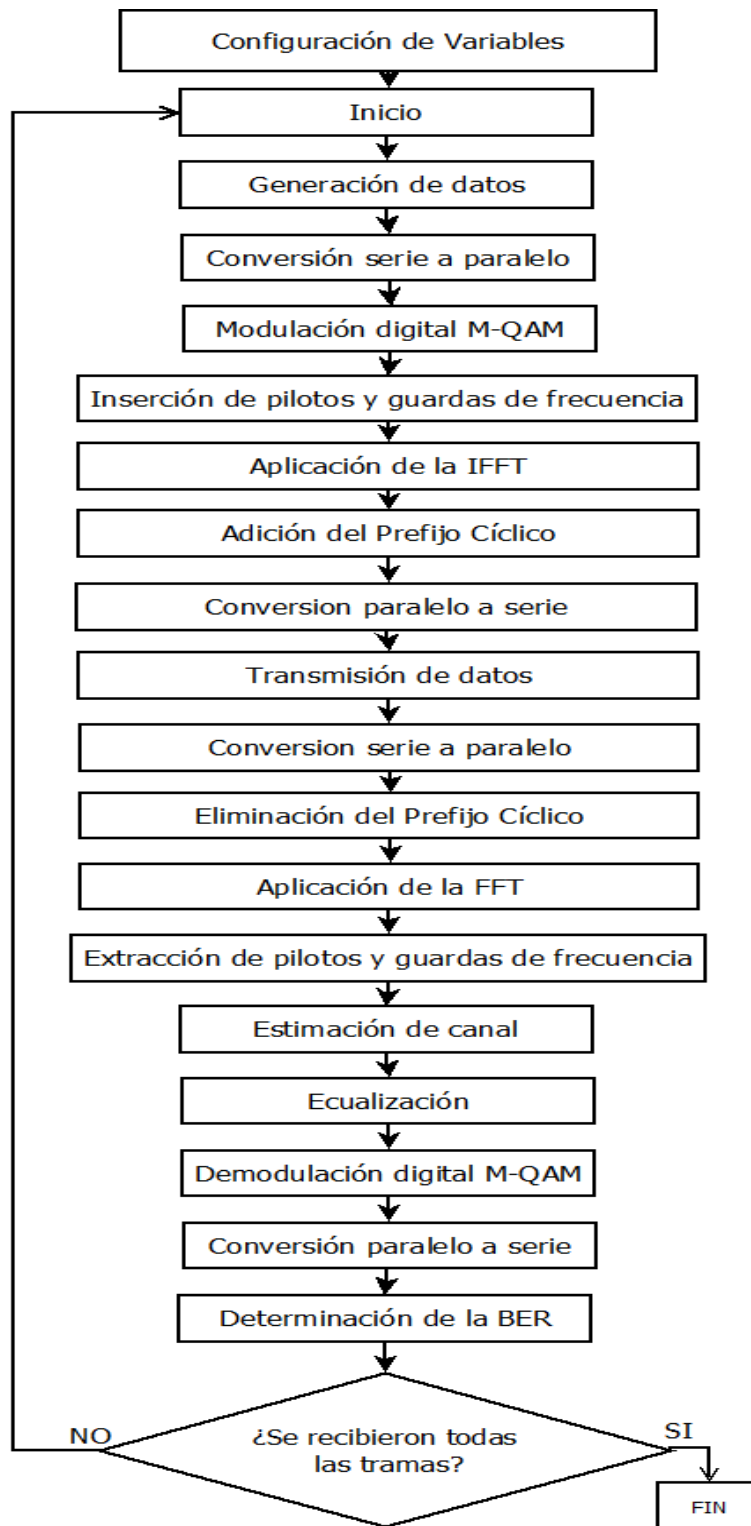 Configuración de Variables
Inicio
Generación de datos
Conversión serie a paralelo
Modulación digital M-QAM
Inserción de pilotos y guardas de frecuencia
Aplicación de la IFFT
Adición del Prefijo Cíclico
Conversion paralelo a serie
Transmisión de datos
Conversion serie a paralelo
Eliminación del Prefijo Cíclico
Aplicación de la FFT
Extracción de pilotos y guardas de frecuencia
Estimación de canal
Ecualización
Demodulación digital M-QAM
Conversión paralelo a serie
Determinación de la BER
NO
¿Se recibieron todas
las tramas?
SI
FIN